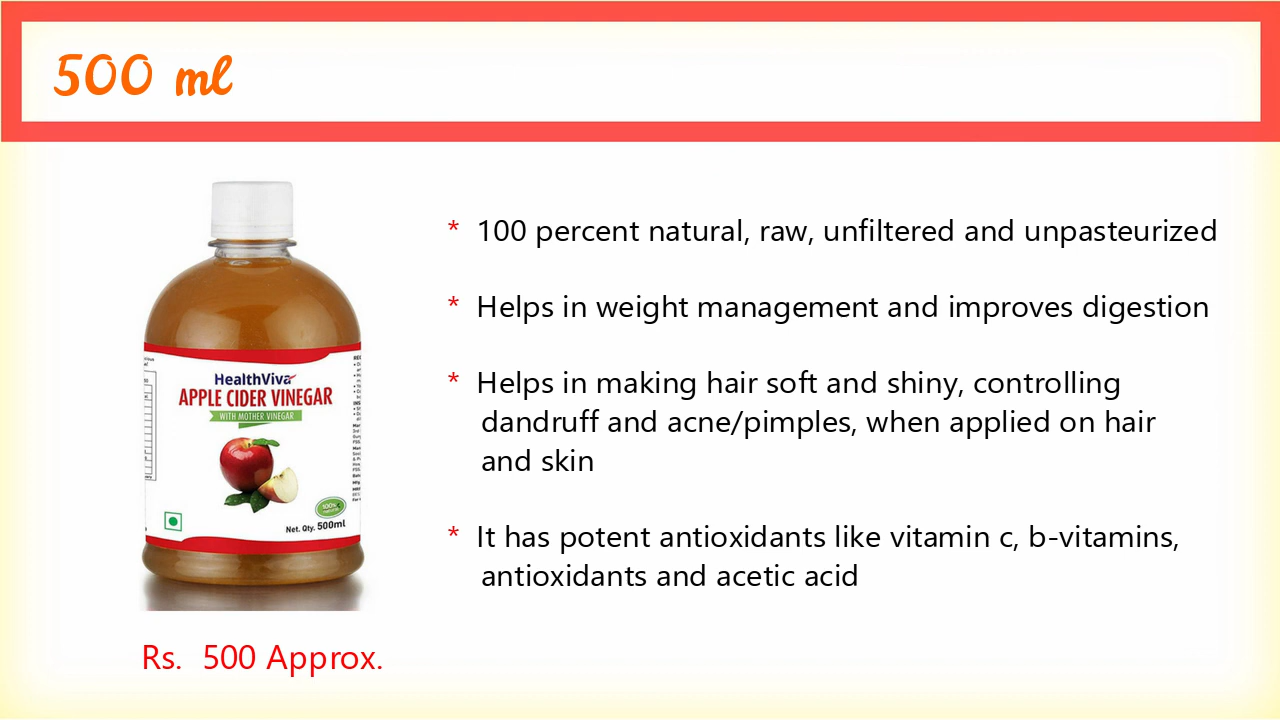 500 ml
* 100 percent natural, raw, unfiltered and unpasteurized
* Helps in weight management and improves digestion
* Helps in making hair soft and shiny, controlling
dandruff and acne/pimples, when applied on hair
and skin
* It has potent antioxidants like vitamin c, b-vitamins,
antioxidants and acetic acid
HealthViva
APPLE CIDER VINEGAR
WITH MOTHER VINEGAR
100%
Net. Qty. 500ml
Rs. 500 Approx.